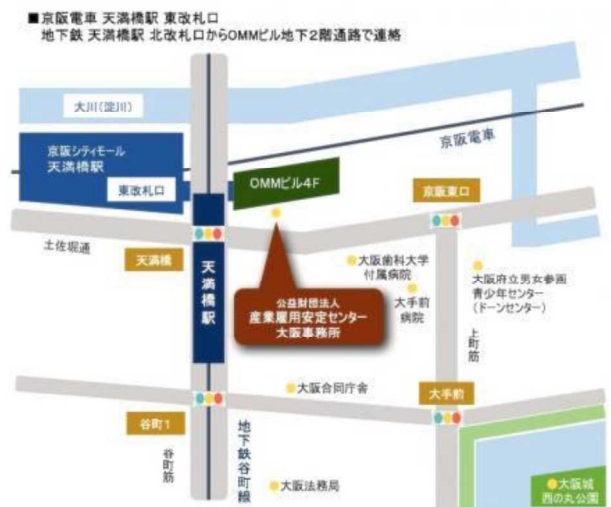 ■京阪電車 天満橋駅 東改札口
地下鉄 天満橋駅 北改札口からOMMビル地下2階通路で連絡
大川(淀川)
京阪シティモール
天満橋駅
東改札口
OMMビル4F
京阪電車
京阪東口
土佐堀通
天満橋
天満橋駅
大阪歯科大学
付属病院
大手前
病院
大阪府立男女参画
青少年センター
(ドーンセンター)
公益財団法人
産業雇用安定センター
大阪事務所
上町筋
大阪合同庁舎
大手前
谷町1
谷町筋
地下鉄谷町線
大阪法務局
大阪城
西の丸公園